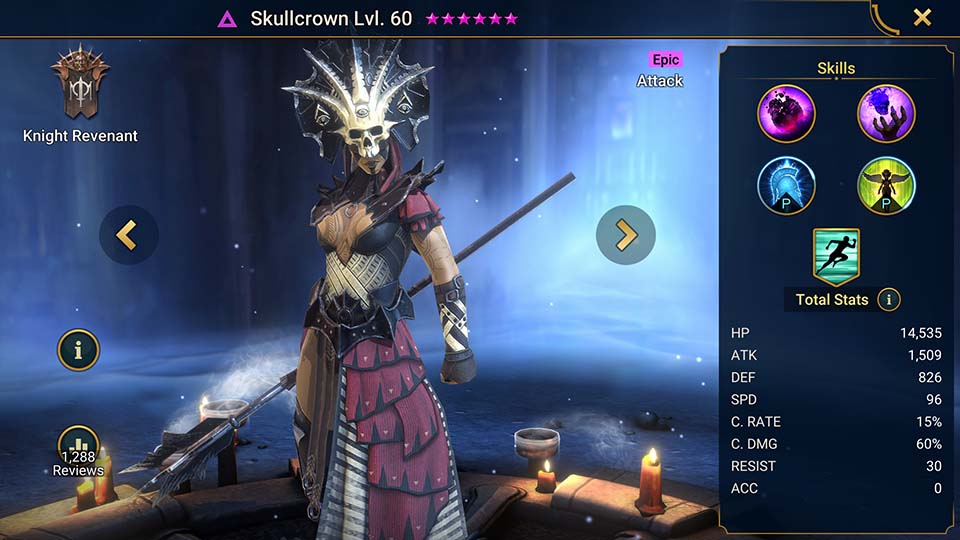 Skullcrown Lvl. 60
Knight Revenant
Epic
Attack
1,288
Reviews
Skills
P
P
Total Stats
HP 14,535
ATK 1,509
DEF 826
SPD 96
C. RATE 15%
C. DMG 60%
RESIST 30
ACC 0